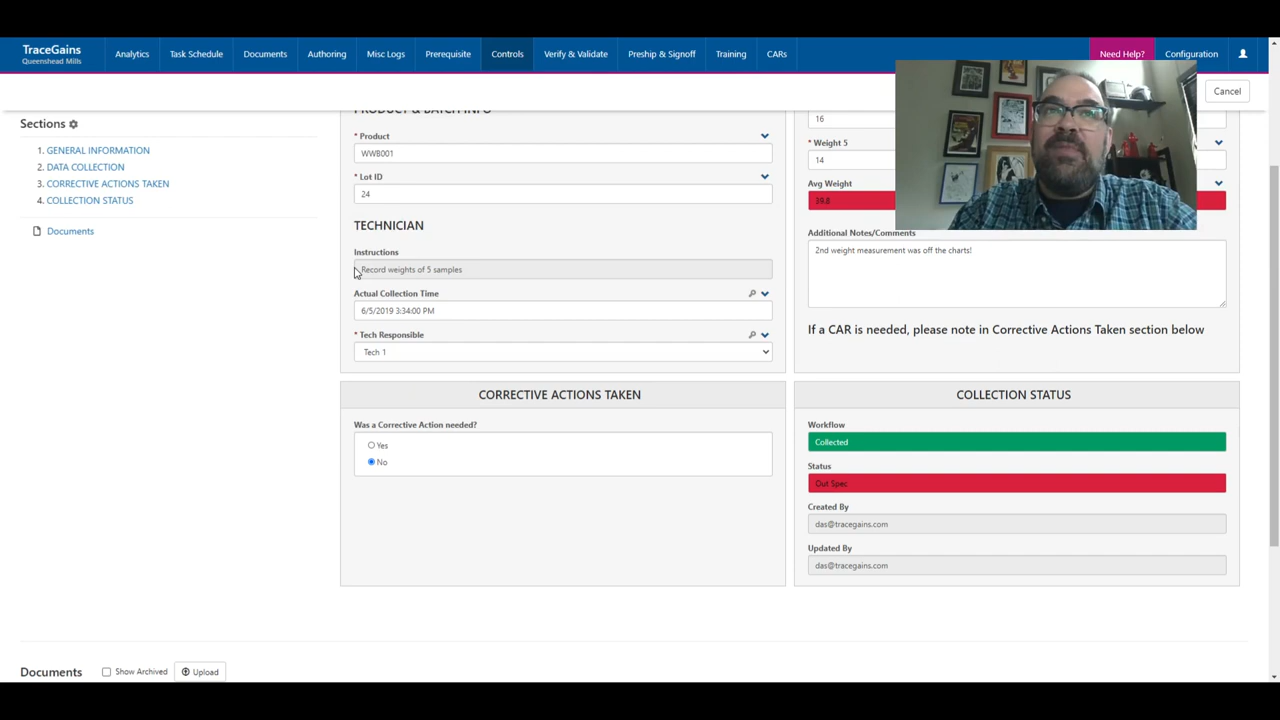 TraceGains
Queenshead Mills
Analytics
Task Schedule
Documents
Authoring
Misc Logs
Prerequisite
Controls
Verify & Validate
Preship & Signoff
Training
CARs
Need Help?
Configuration
Cancel
Sections
1. GENERAL INFORMATION
2. DATA COLLECTION
3. CORRECTIVE ACTIONS TAKEN
4. COLLECTION STATUS
Documents
PRODUCT & BATCH INFO
* Product
WWB001
* Lot ID
24
TECHNICIAN
Instructions
Record weights of 5 samples
Actual Collection Time
6/5/2019 3:34:00 PM
* Tech Responsible
Tech 1
16
* Weight 5
14
Avg Weight
39.8
Additional Notes/Comments
2nd weight measurement was off the charts!
If a CAR is needed, please note in Corrective Actions Taken section below
CORRECTIVE ACTIONS TAKEN
Was a Corrective Action needed?
Yes
No
COLLECTION STATUS
Workflow
Collected
Status
Out Spec
Created By
das@tracegains.com
Updated By
das@tracegains.com
Documents
Show Archived
Upload